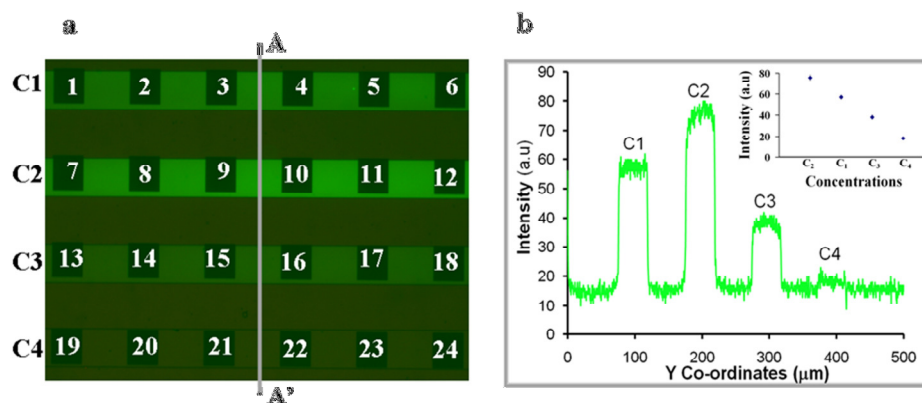 a
A
C1 1 2 3 4 5 6
C2 7 8 9 10 11 12
C3 13 14 15 16 17 18
C4 19 20 21 22 23 24
A'
b
90
80
70
60
50
40
30
20
10
0
Intensity (a.u)
C1
C2
C3
C4
0 100 200 300 400 500
Y Co-ordinates (µm)
80
60
40
20
0
Intensity (a.u)
C₂ C₁ C₃ C₄
Concentrations